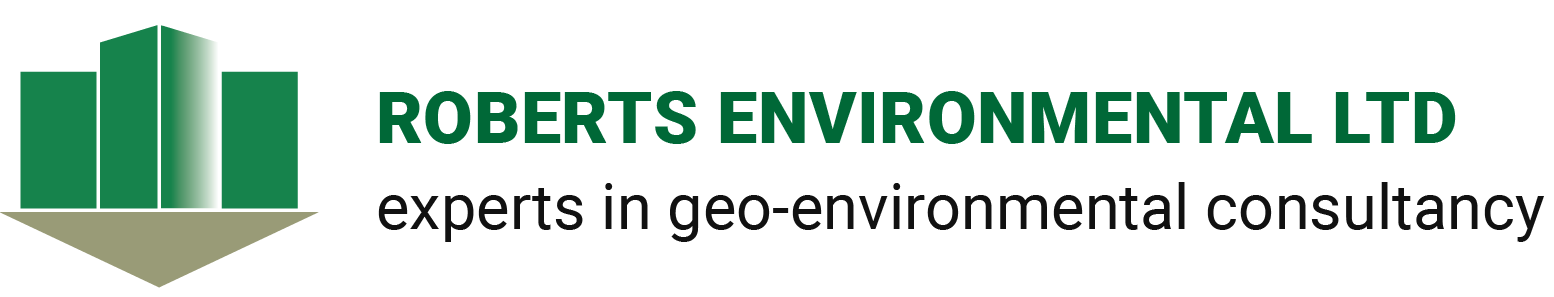 ROBERTS ENVIRONMENTAL LTD
experts in geo-environmental consultancy